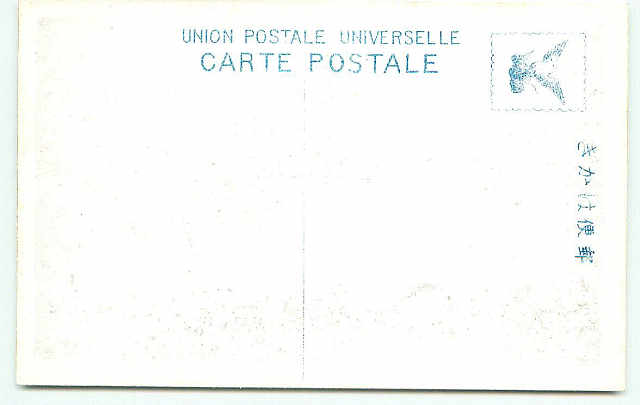 UNION POSTALE UNIVERSELLE
CARTE POSTALE
郵便はかき